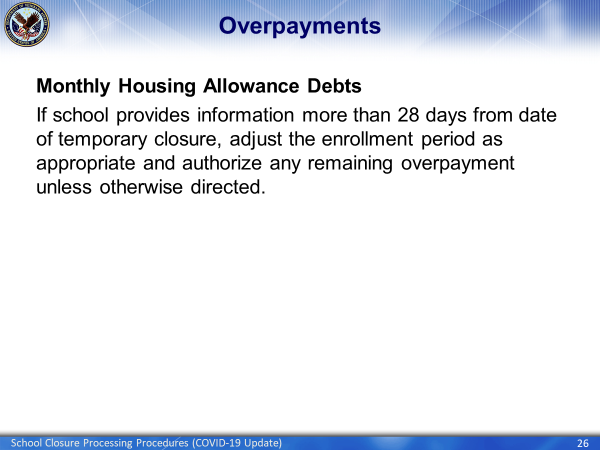 Overpayments
Monthly Housing Allowance Debts
If school provides information more than 28 days from date
of temporary closure, adjust the enrollment period as
appropriate and authorize any remaining overpayment
unless otherwise directed.
School Closure Processing Procedures (COVID-19 Update)
26